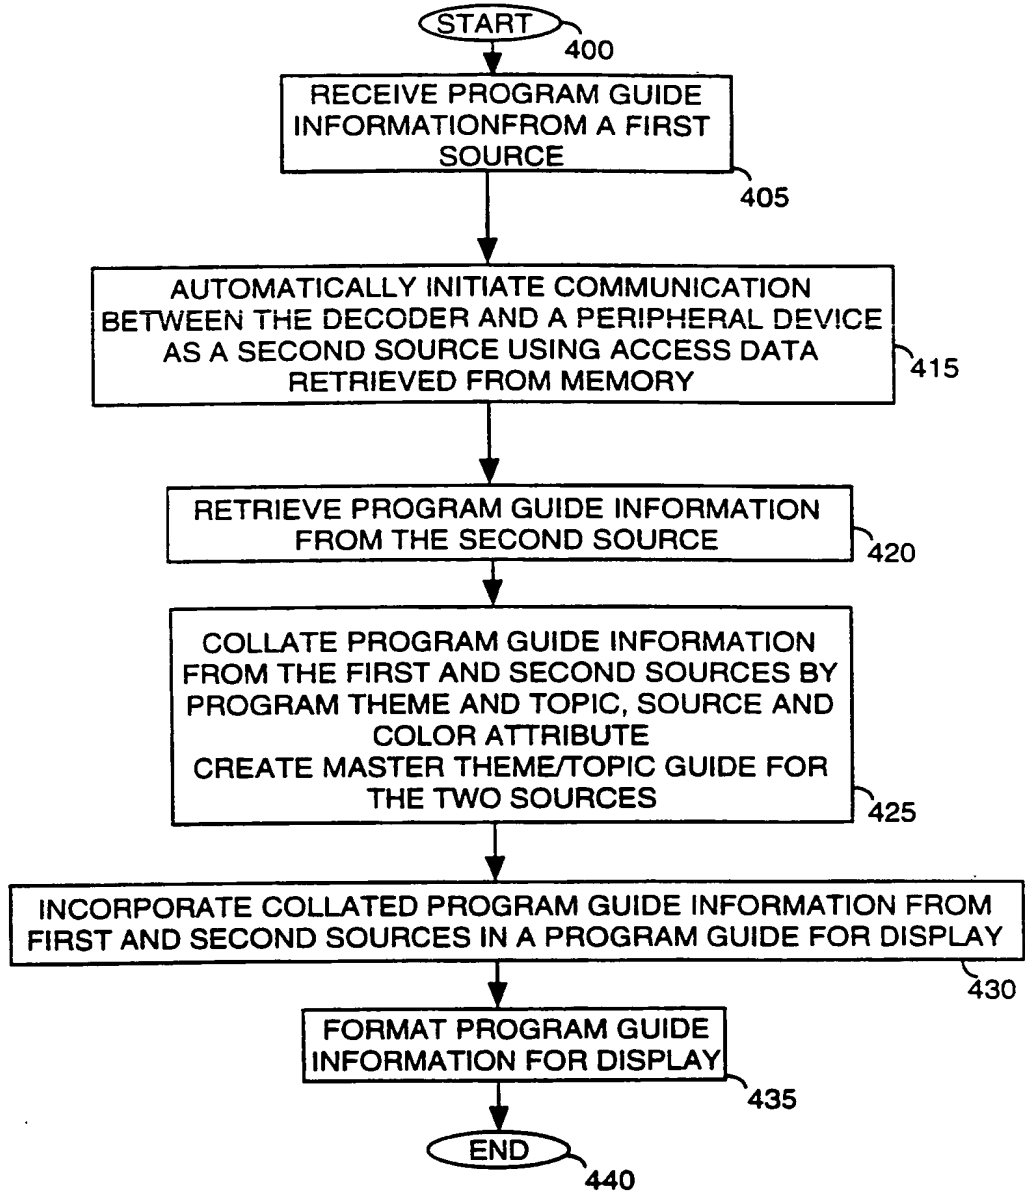 START
400
RECEIVE PROGRAM GUIDE
INFORMATIONFROM A FIRST
SOURCE
405
AUTOMATICALLY INITIATE COMMUNICATION
BETWEEN THE DECODER AND A PERIPHERAL DEVICE
AS A SECOND SOURCE USING ACCESS DATA
RETRIEVED FROM MEMORY
415
RETRIEVE PROGRAM GUIDE INFORMATION
FROM THE SECOND SOURCE
420
COLLATE PROGRAM GUIDE INFORMATION
FROM THE FIRST AND SECOND SOURCES BY
PROGRAM THEME AND TOPIC, SOURCE AND
COLOR ATTRIBUTE
CREATE MASTER THEME/TOPIC GUIDE FOR
THE TWO SOURCES
425
INCORPORATE COLLATED PROGRAM GUIDE INFORMATION FROM
FIRST AND SECOND SOURCES IN A PROGRAM GUIDE FOR DISPLAY
430
FORMAT PROGRAM GUIDE
INFORMATION FOR DISPLAY
435
END
440